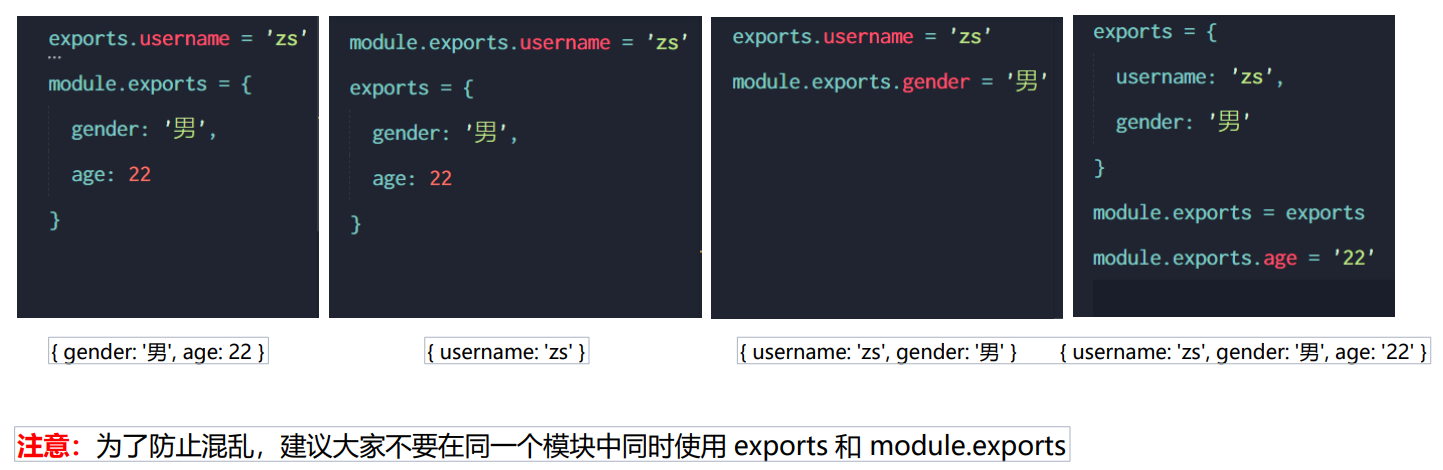 exports.username = 'zs'
module.exports = {
gender: '男',
age: 22
}
module.exports.username = 'zs'
exports = {
gender: '男',
age: 22
}
exports.username = 'zs'
module.exports.gender = '男'
exports = {
username: 'zs',
gender: '男'
}
module.exports = exports
module.exports.age = '22'
{ gender: '男', age: 22 }
{ username: 'zs' }
{ username: 'zs', gender: '男' }
{ username: 'zs', gender: '男', age: '22' }
注意：为了防止混乱，建议大家不要在同一个模块中同时使用 exports 和 module.exports